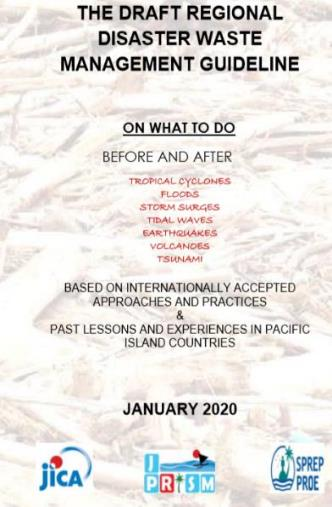 THE DRAFT REGIONAL
DISASTER WASTE
MANAGEMENT GUIDELINE
ON WHAT TO DO
BEFORE AND AFTER
TROPICAL CYCLONES
FLOODS
STORM SURGES
TIDAL WAVES
EARTHQUAKES
VOLCANOES
TSUNAMI
BASED ON INTERNATIONALLY ACCEPTED
APPROACHES AND PRACTICES
&
PAST LESSONS AND EXPERIENCES IN PACIFIC
ISLAND COUNTRIES
JANUARY 2020
jICA
J
PRISM
SPREP
PROE